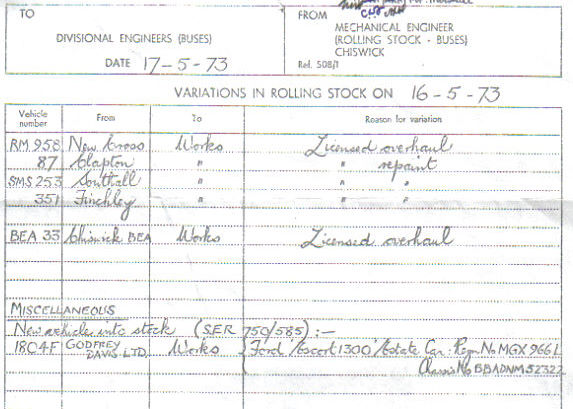 TO
FROM
MECHANICAL ENGINEER
DIVISIONAL ENGINEERS (BUSES)
(ROLLING STOCK - BUSES)
CHISWICK
DATE 17-5-73
Ref. 508/1
VARIATIONS IN ROLLING STOCK ON 16-5-73
Vehicle number From To Reason for variation
RM 958 New Cross Works Licensed overhaul
87 Clapton " " repaint
SMS 253 Southall " " "
351 Finchley " " "
BEA 33 Chiswick BEA Works Licensed overhaul
MISCELLANEOUS
New vehicle into stock (SER 750/585) :-
1804F GODFREY DAVIS LTD. Works Ford 'Escort 1300' Estate Car: Regn No MGX 966L
Chassis No BBADNM52322